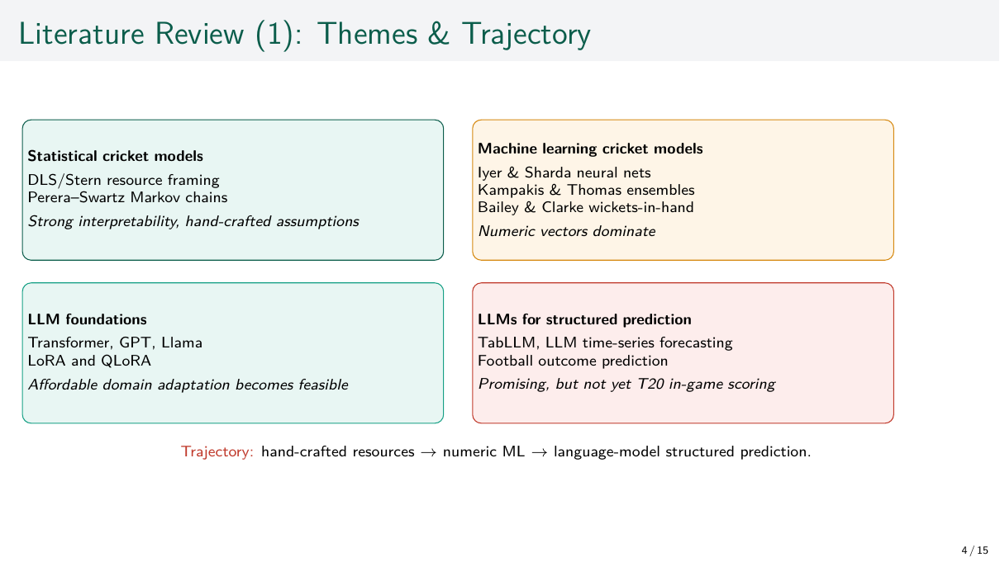 Literature Review (1): Themes & Trajectory
Statistical cricket models
DLS/Stern resource framing
Perera–Swartz Markov chains
Strong interpretability, hand-crafted assumptions
Machine learning cricket models
Iyer & Sharda neural nets
Kampakis & Thomas ensembles
Bailey & Clarke wickets-in-hand
Numeric vectors dominate
LLM foundations
Transformer, GPT, Llama
LoRA and QLoRA
Affordable domain adaptation becomes feasible
LLMs for structured prediction
TabLLM, LLM time-series forecasting
Football outcome prediction
Promising, but not yet T20 in-game scoring
Trajectory: hand-crafted resources → numeric ML → language-model structured prediction.
4 / 15